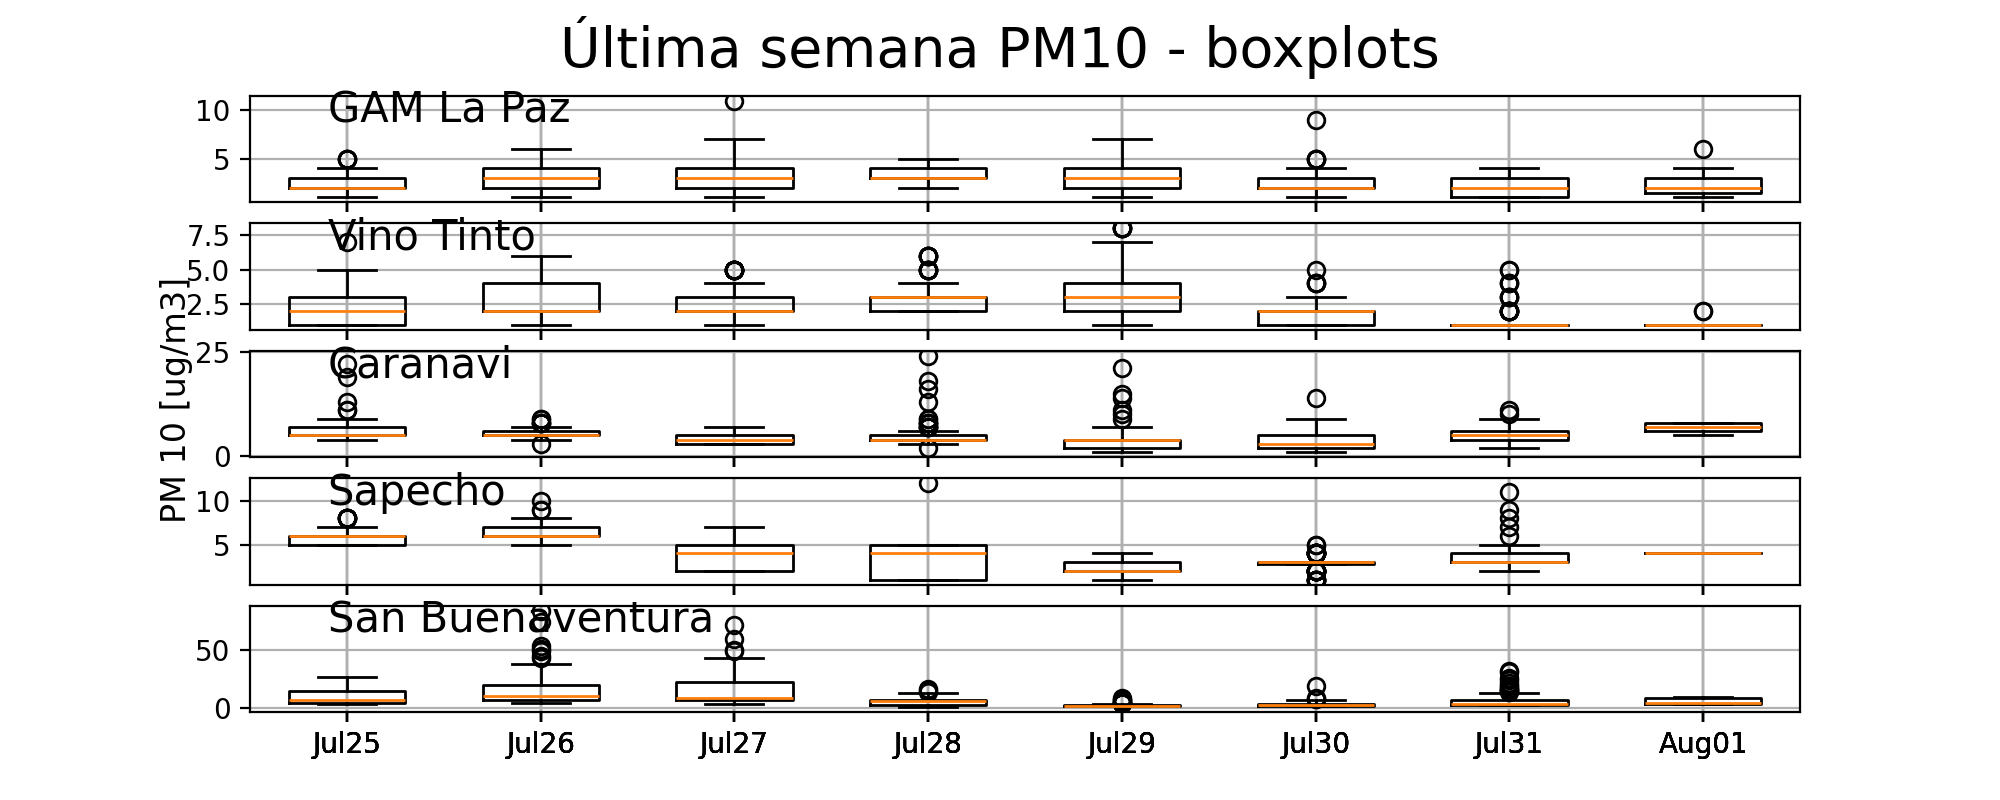 Última semana PM10 - boxplots
GAM La Paz
10
5
Vino Tinto
7.5
5.0
2.5
PM 10 [ug/m3]
Caranavi
25
0
Sapecho
10
5
San Buenaventura
50
0
Jul25 Jul26 Jul27 Jul28 Jul29 Jul30 Jul31 Aug01